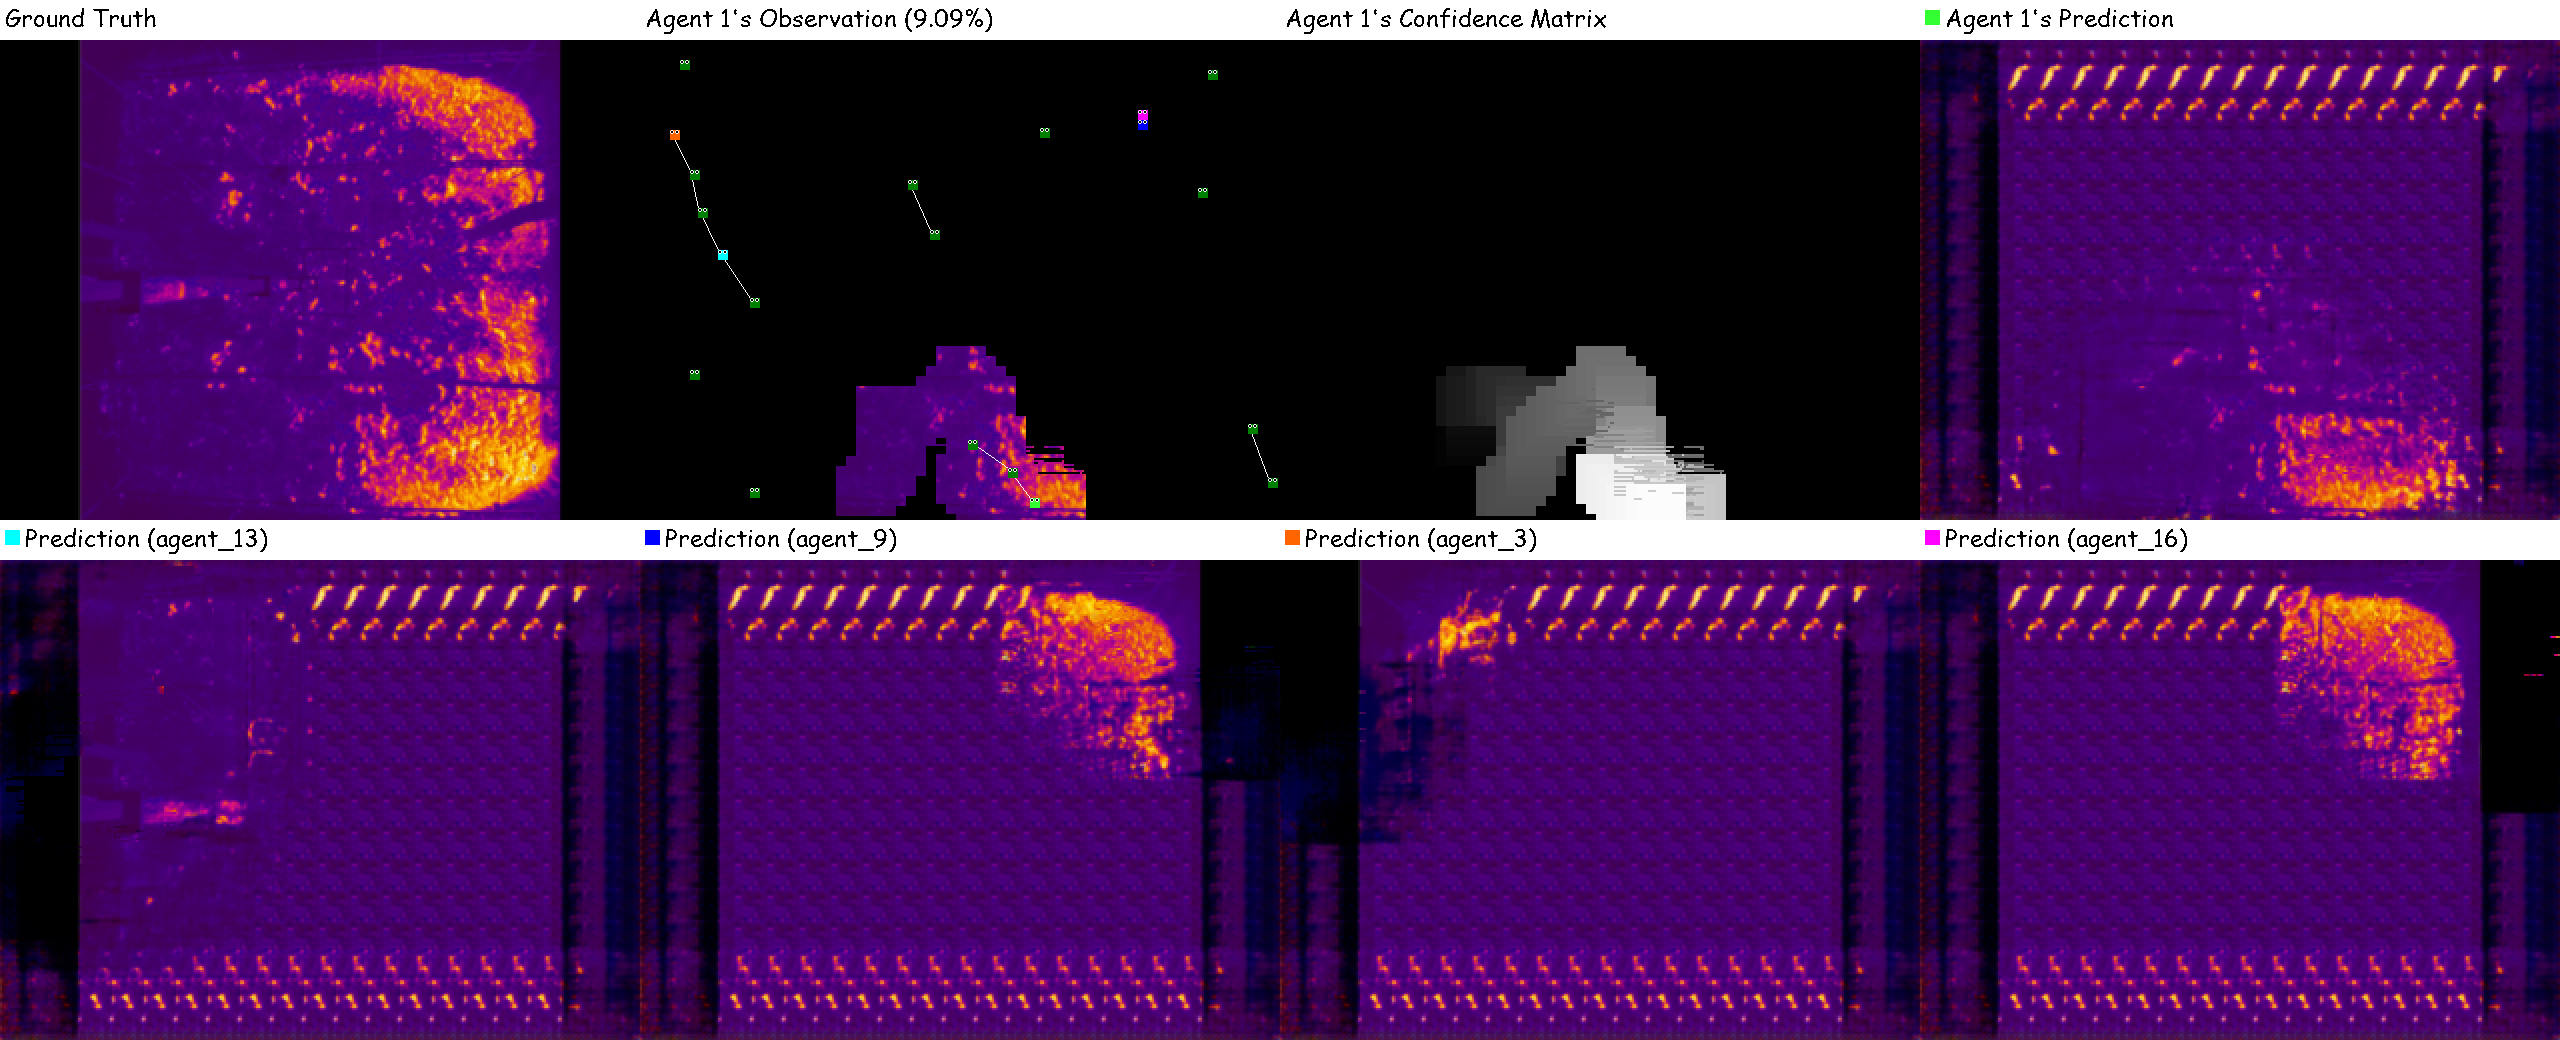 Ground Truth
Agent 1's Observation (9.09%)
Agent 1's Confidence Matrix
Agent 1's Prediction
Prediction (agent_13)
Prediction (agent_9)
Prediction (agent_3)
Prediction (agent_16)